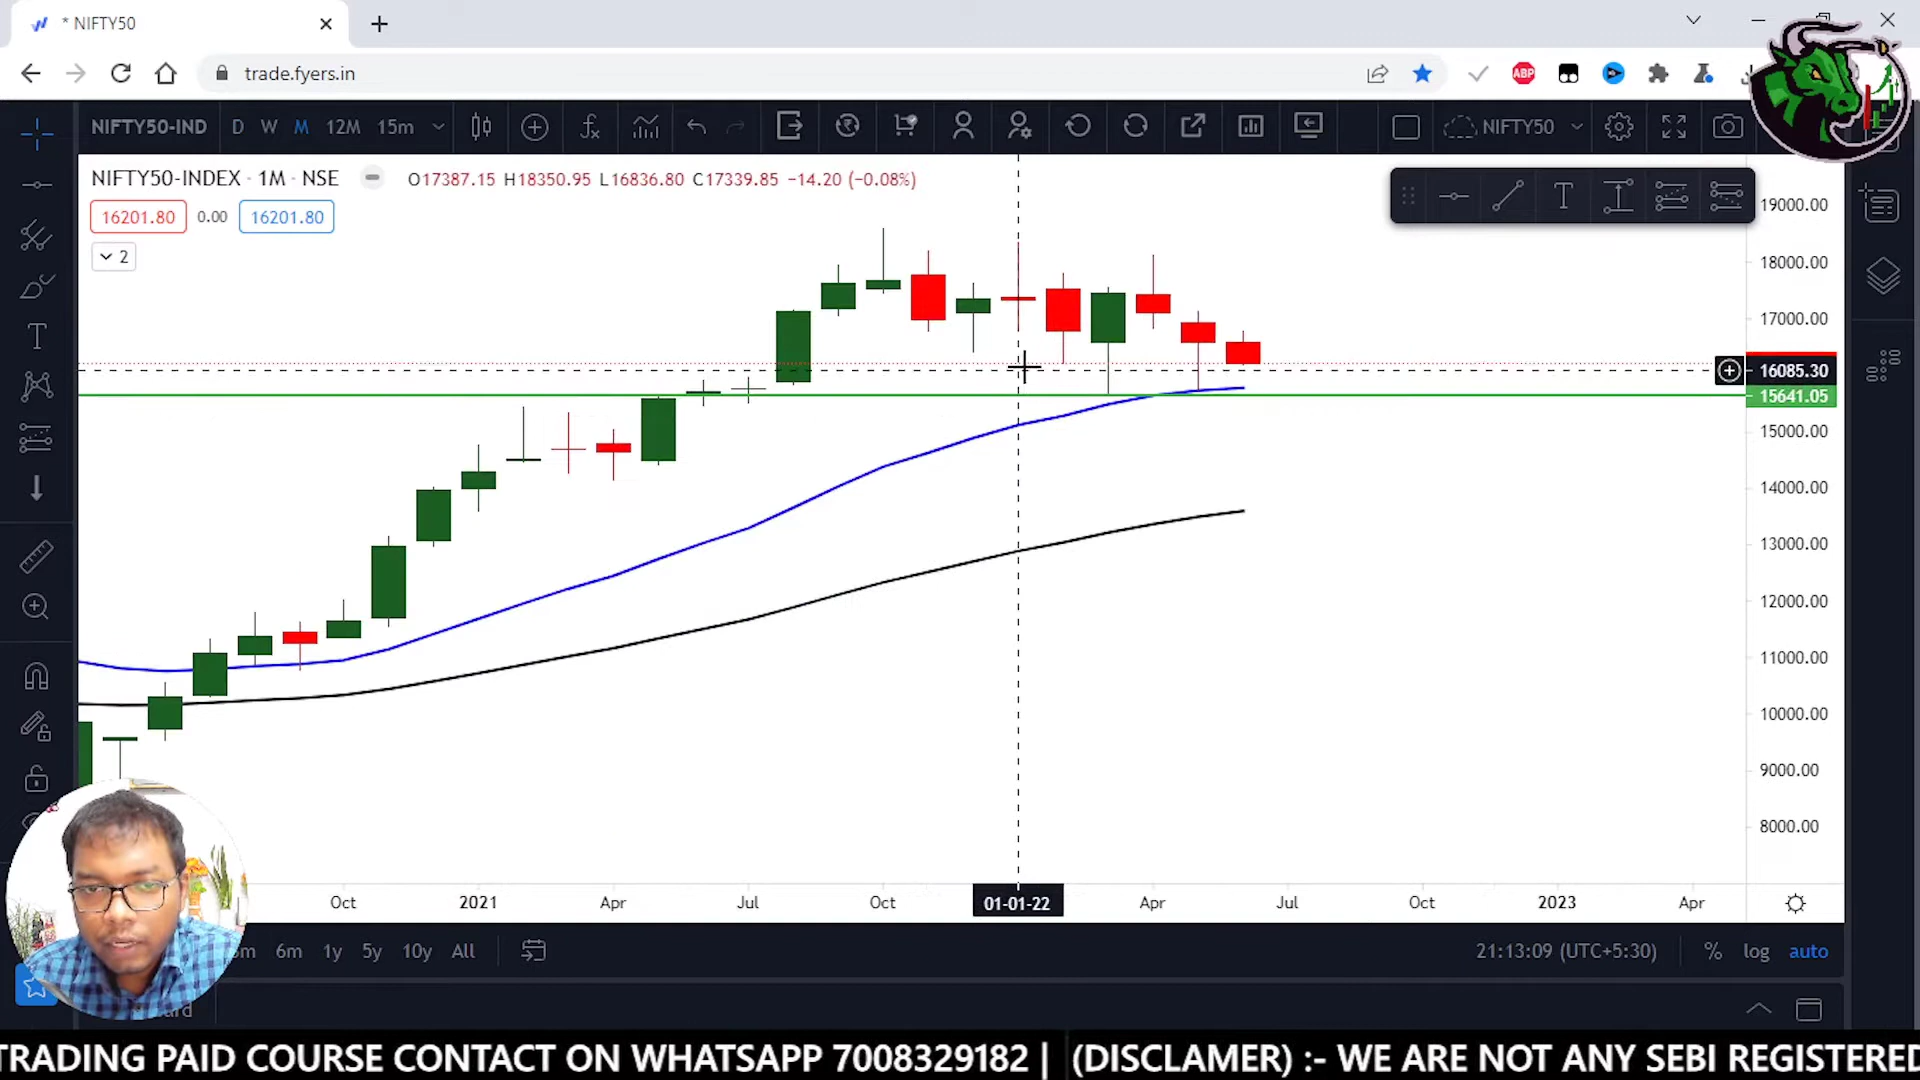 * NIFTY50
trade.fyers.in
ABP
NIFTY50-IND D W M 12M 15m NIFTY50
NIFTY50-INDEX · 1M · NSE O17387.15 H18350.95 L16836.80 C17339.85 −14.20 (−0.08%)
16201.80 0.00 16201.80
2
19000.00
18000.00
17000.00
16085.30
15641.05
15000.00
14000.00
13000.00
12000.00
11000.00
10000.00
9000.00
8000.00
Oct 2021 Apr Jul Oct 01-01-22 Apr Jul Oct 2023 Apr
6m 1y 5y 10y All 21:13:09 (UTC+5:30) % log auto
TRADING PAID COURSE CONTACT ON WHATSAPP 7008329182 | (DISCLAMER) :- WE ARE NOT ANY SEBI REGISTERED